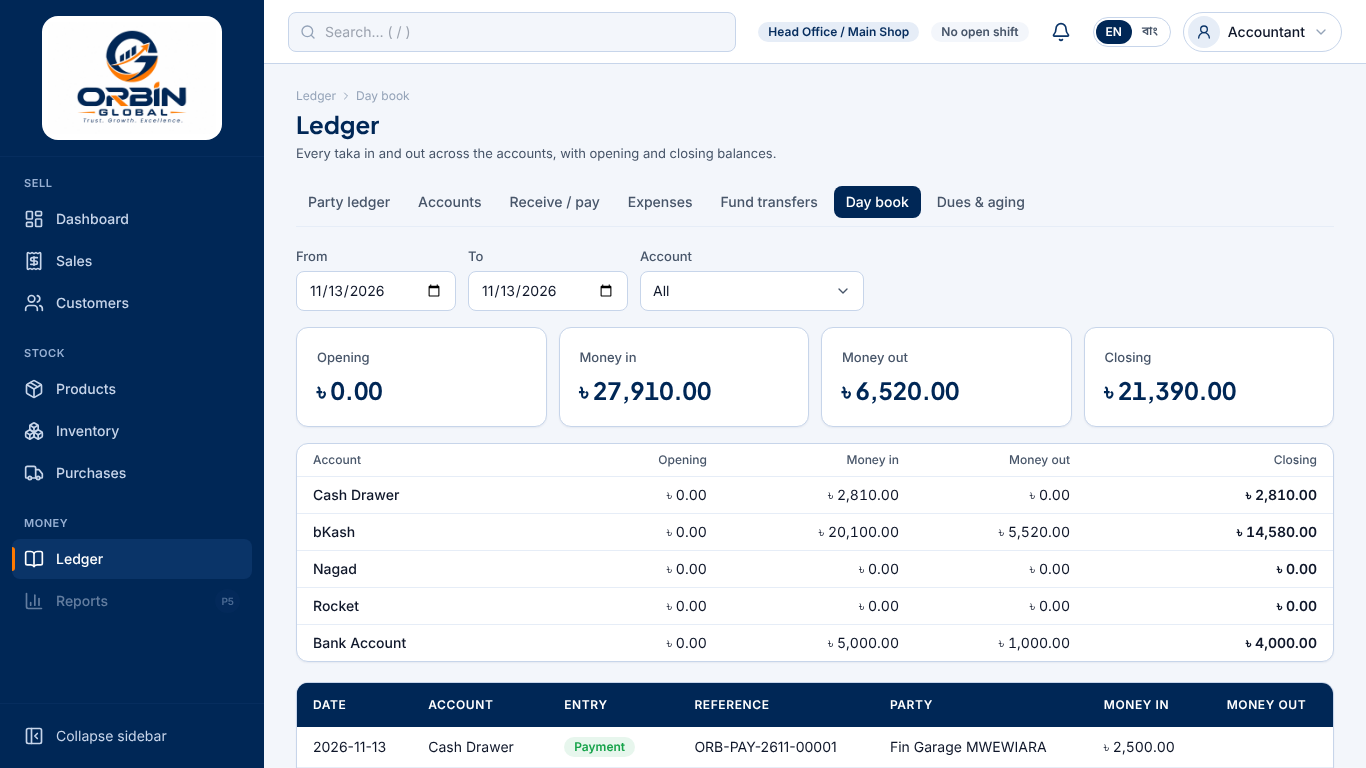 ORBIN
GLOBAL
Trust. Growth. Excellence.
SELL
Dashboard
Sales
Customers
STOCK
Products
Inventory
Purchases
MONEY
Ledger
Reports P5
Collapse sidebar
Search... ( / )
Head Office / Main Shop No open shift EN বাং Accountant
Ledger Day book
Ledger
Every taka in and out across the accounts, with opening and closing balances.
Party ledger Accounts Receive / pay Expenses Fund transfers Day book Dues & aging
From To Account
11/13/2026 11/13/2026 All
Opening Money in Money out Closing
৳ 0.00 ৳ 27,910.00 ৳ 6,520.00 ৳ 21,390.00
Account Opening Money in Money out Closing
Cash Drawer ৳ 0.00 ৳ 2,810.00 ৳ 0.00 ৳ 2,810.00
bKash ৳ 0.00 ৳ 20,100.00 ৳ 5,520.00 ৳ 14,580.00
Nagad ৳ 0.00 ৳ 0.00 ৳ 0.00 ৳ 0.00
Rocket ৳ 0.00 ৳ 0.00 ৳ 0.00 ৳ 0.00
Bank Account ৳ 0.00 ৳ 5,000.00 ৳ 1,000.00 ৳ 4,000.00
DATE ACCOUNT ENTRY REFERENCE PARTY MONEY IN MONEY OUT
2026-11-13 Cash Drawer Payment ORB-PAY-2611-00001 Fin Garage MWEWIARA ৳ 2,500.00